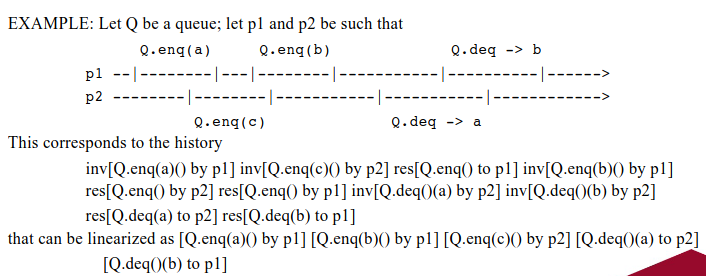 EXAMPLE: Let Q be a queue; let p1 and p2 be such that
Q.enq(a) Q.enq(b) Q.deq -> b
p1 --|--------|---|--------|-----------|----------|------>
p2 --------|--------|-----------|-----------|------------>
Q.enq(c) Q.deq -> a
This corresponds to the history
inv[Q.enq(a)() by p1] inv[Q.enq(c)() by p2] res[Q.enq() to p1] inv[Q.enq(b)() by p1]
res[Q.enq() by p2] res[Q.enq() by p1] inv[Q.deq()(a) by p2] inv[Q.deq()(b) by p2]
res[Q.deq(a) to p2] res[Q.deq(b) to p1]
that can be linearized as [Q.enq(a)() by p1] [Q.enq(b)() by p1] [Q.enq(c)() by p2] [Q.deq()(a) to p2]
[Q.deq()(b) to p1]